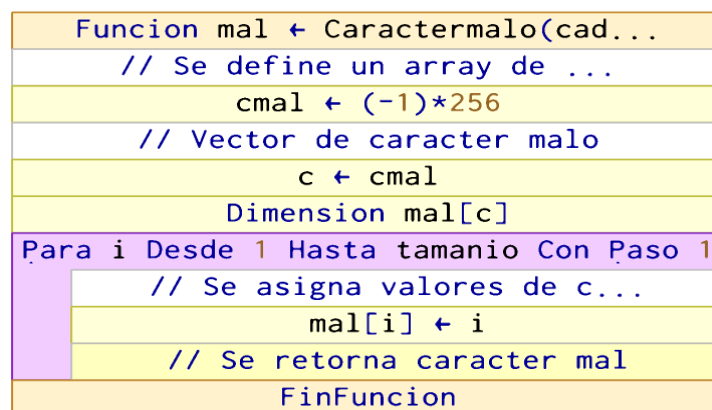 Funcion mal ← Caractermalo(cad...
// Se define un array de ...
cmal ← (-1)*256
// Vector de caracter malo
c ← cmal
Dimension mal[c]
Para i Desde 1 Hasta tamanio Con Paso 1
// Se asigna valores de c...
mal[i] ← i
// Se retorna caracter mal
FinFuncion